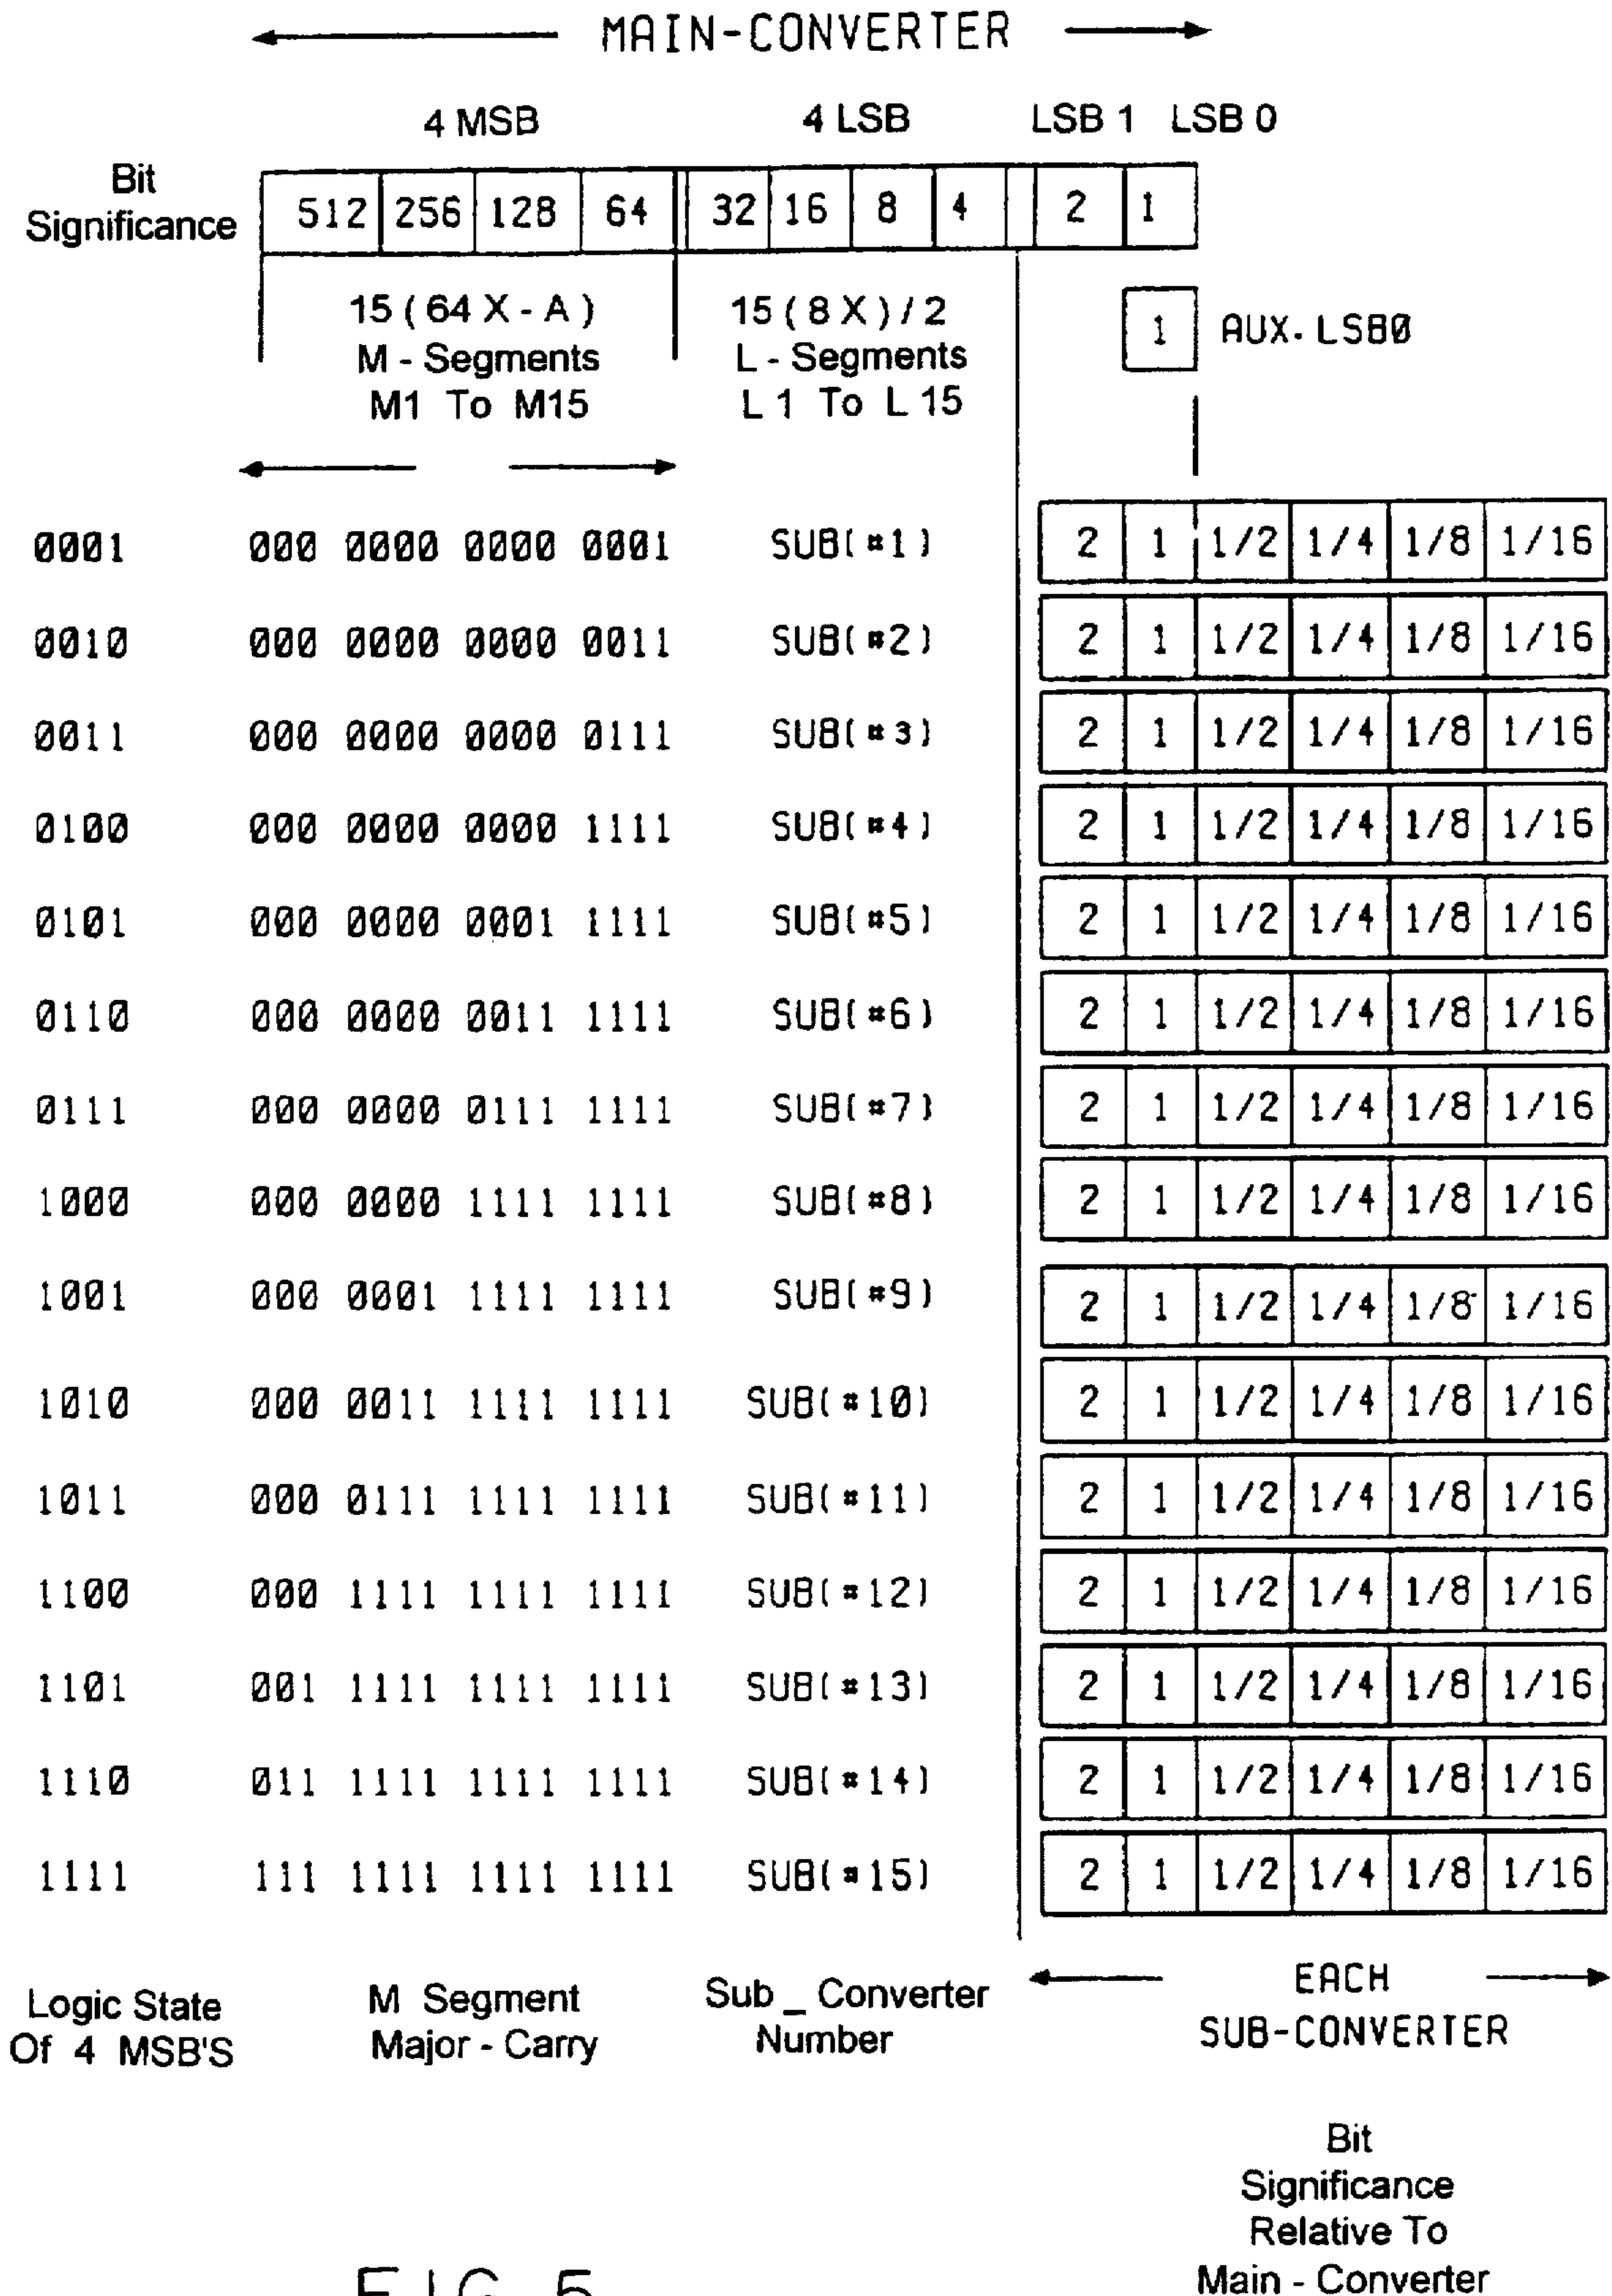 MAIN-CONVERTER
4 MSB 4 LSB LSB 1 LSB 0
Bit
Significance
512 256 128 64 32 16 8 4 2 1
15 ( 64 X - A ) 15 ( 8 X ) / 2
M - Segments L - Segments
M1 To M15 L 1 To L 15
1 AUX. LSB0
0001 000 0000 0000 0001 SUB(#1) 2 1 1/2 1/4 1/8 1/16
0010 000 0000 0000 0011 SUB(#2) 2 1 1/2 1/4 1/8 1/16
0011 000 0000 0000 0111 SUB(#3) 2 1 1/2 1/4 1/8 1/16
0100 000 0000 0000 1111 SUB(#4) 2 1 1/2 1/4 1/8 1/16
0101 000 0000 0001 1111 SUB(#5) 2 1 1/2 1/4 1/8 1/16
0110 000 0000 0011 1111 SUB(#6) 2 1 1/2 1/4 1/8 1/16
0111 000 0000 0111 1111 SUB(#7) 2 1 1/2 1/4 1/8 1/16
1000 000 0000 1111 1111 SUB(#8) 2 1 1/2 1/4 1/8 1/16
1001 000 0001 1111 1111 SUB(#9) 2 1 1/2 1/4 1/8 1/16
1010 000 0011 1111 1111 SUB(#10) 2 1 1/2 1/4 1/8 1/16
1011 000 0111 1111 1111 SUB(#11) 2 1 1/2 1/4 1/8 1/16
1100 000 1111 1111 1111 SUB(#12) 2 1 1/2 1/4 1/8 1/16
1101 001 1111 1111 1111 SUB(#13) 2 1 1/2 1/4 1/8 1/16
1110 011 1111 1111 1111 SUB(#14) 2 1 1/2 1/4 1/8 1/16
1111 111 1111 1111 1111 SUB(#15) 2 1 1/2 1/4 1/8 1/16
Logic State
Of 4 MSB'S
M Segment
Major - Carry
Sub _ Converter
Number
EACH
SUB-CONVERTER
Bit
Significance
Relative To
Main - Converter
FIG. 5